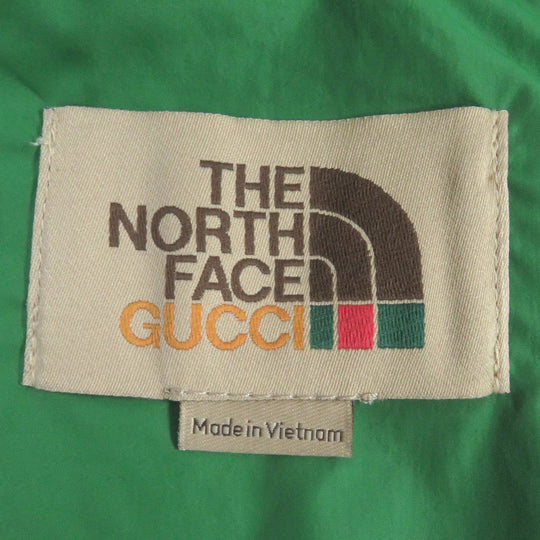 THE
NORTH
FACE
GUCCI
Made in Vietnam